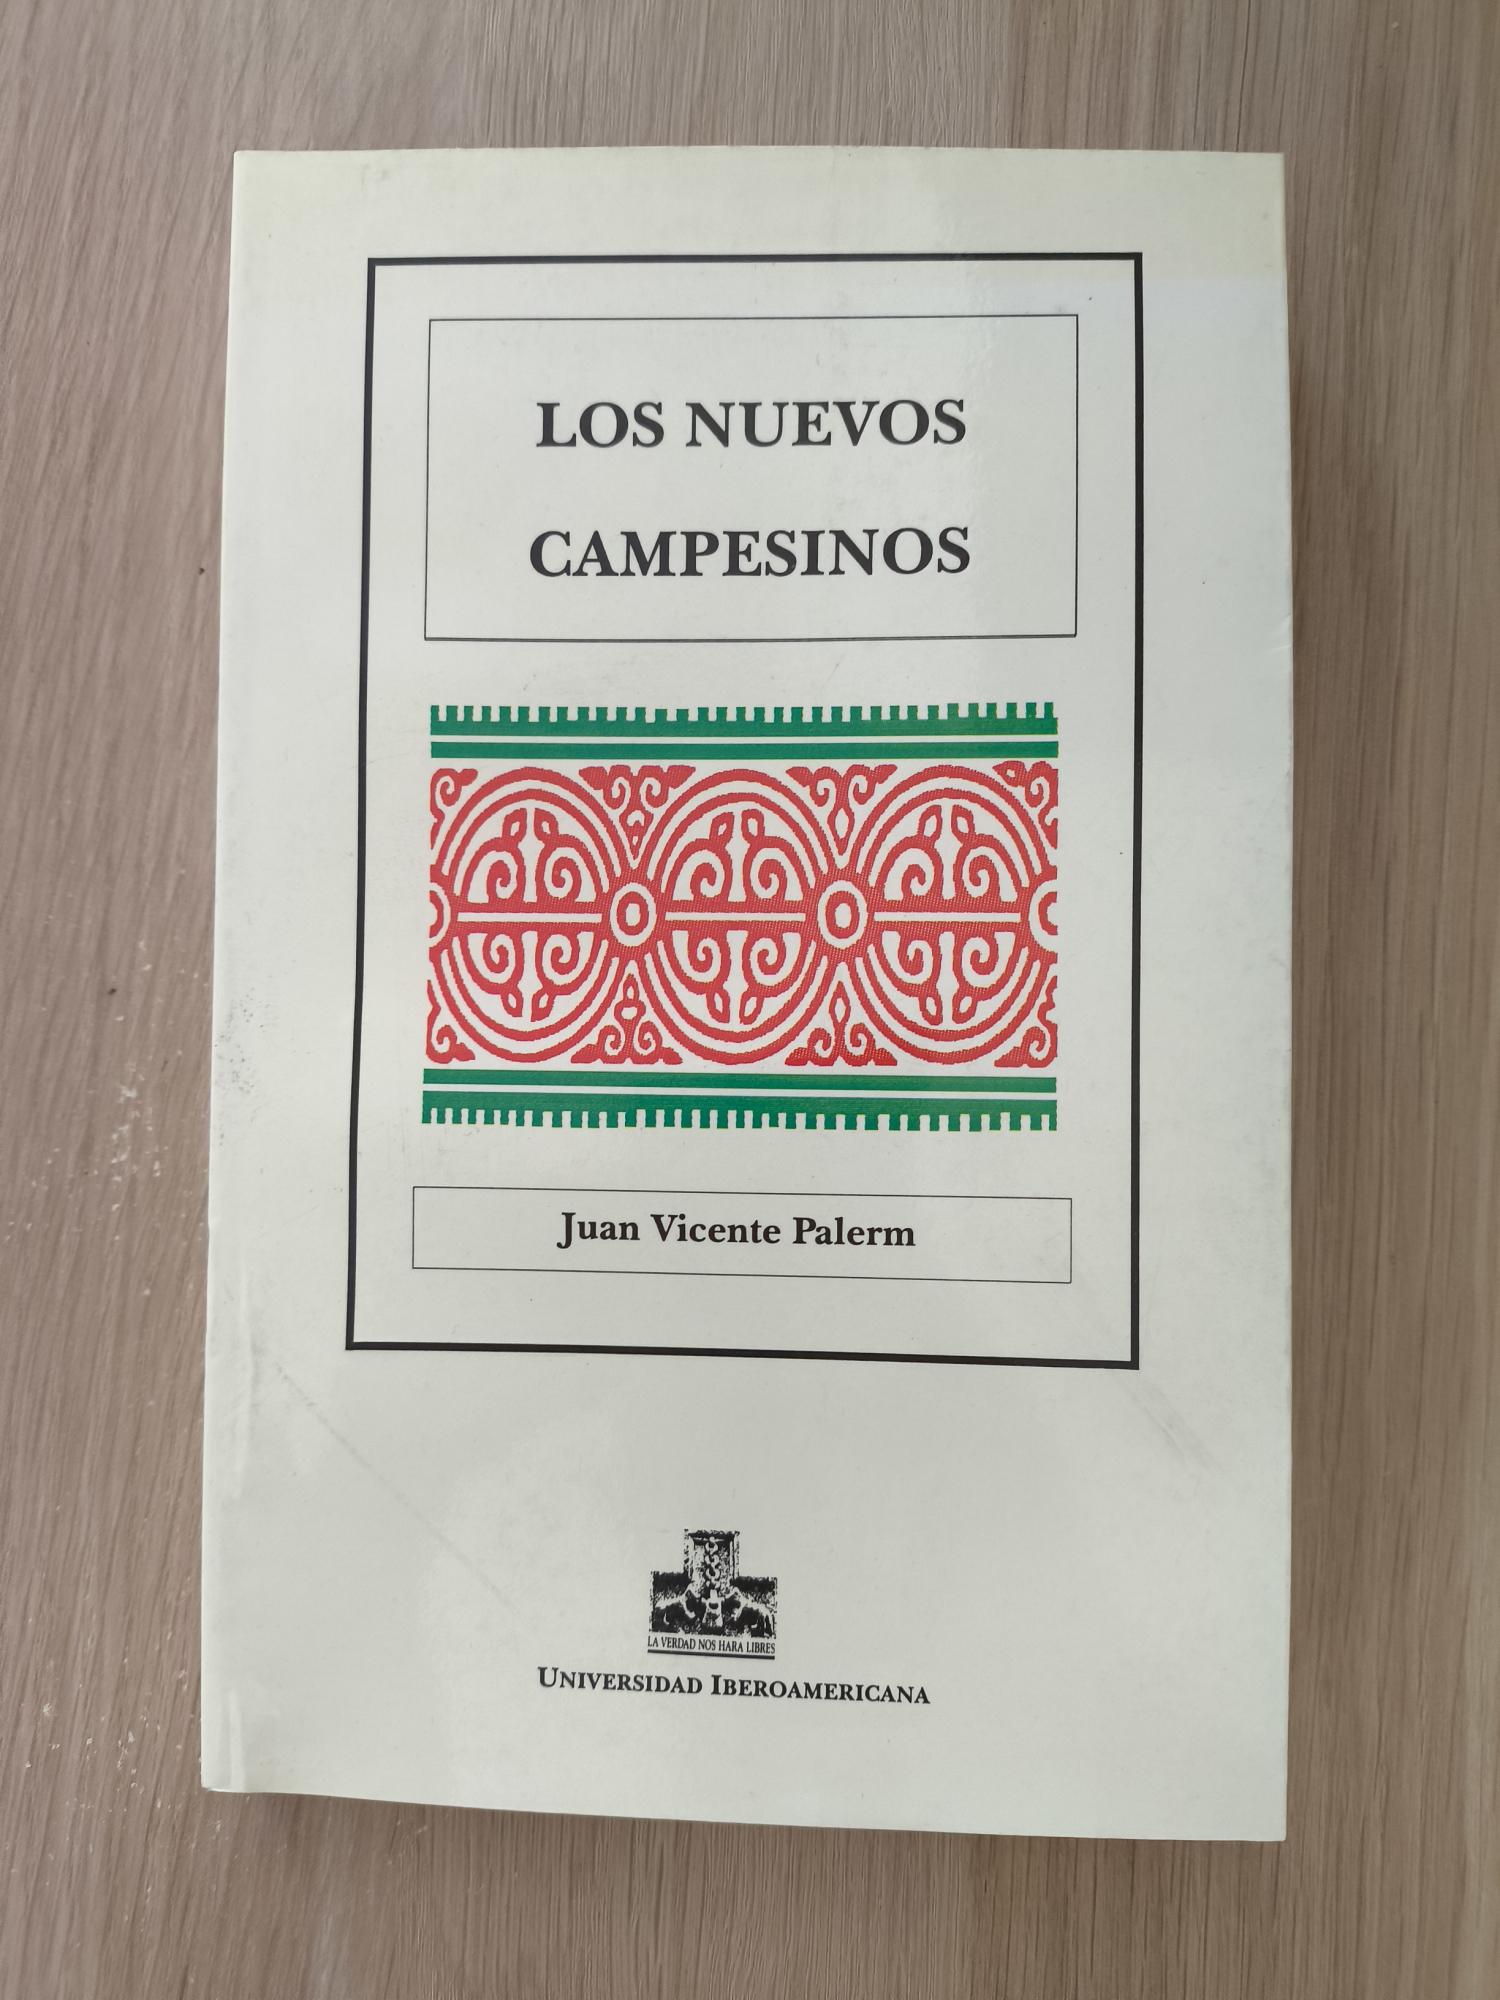 LOS NUEVOS
CAMPESINOS
Juan Vicente Palerm
LA VERDAD NOS HARA LIBRES
UNIVERSIDAD IBEROAMERICANA